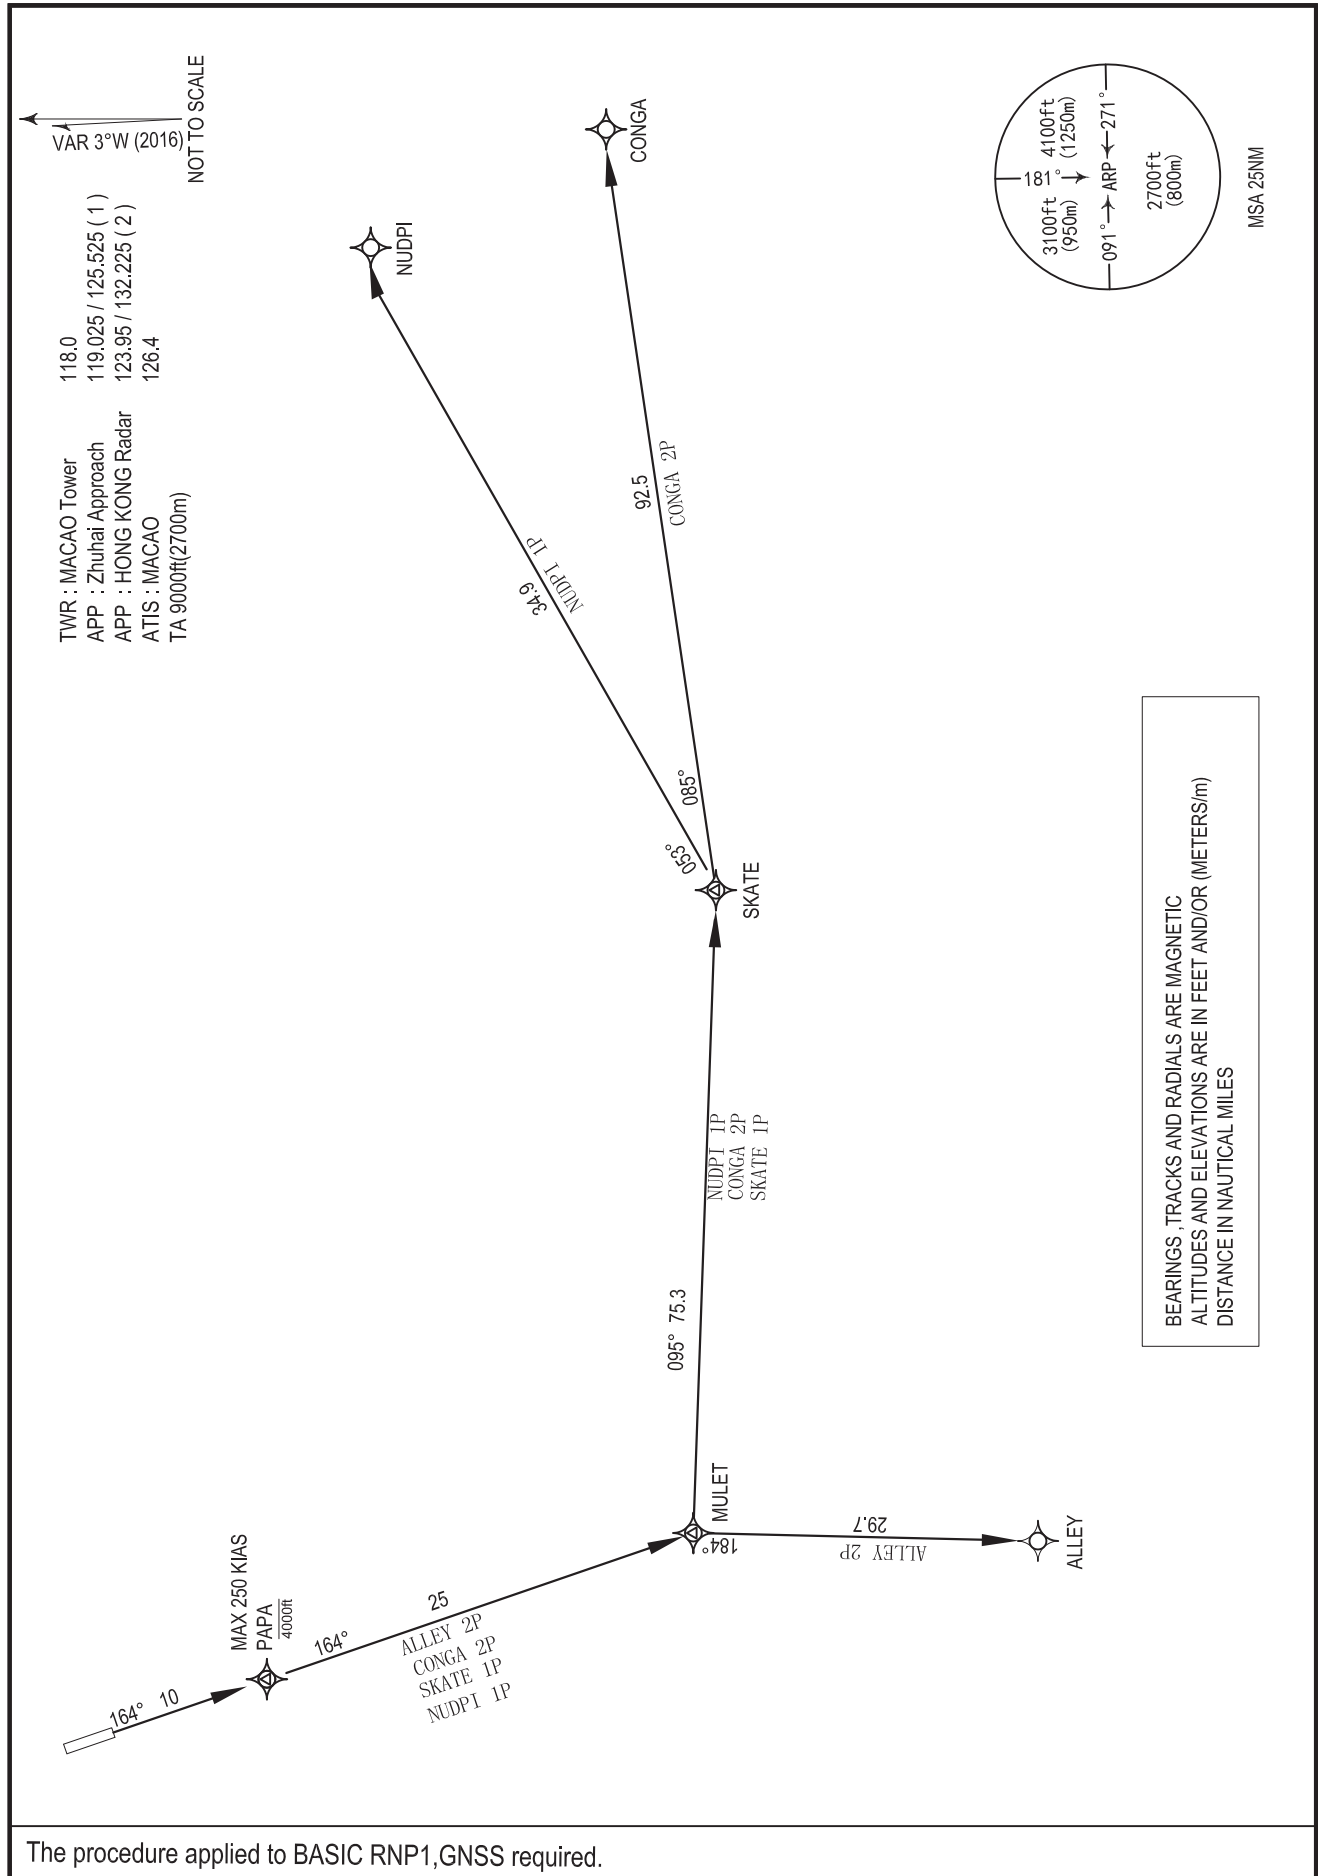 VAR 3°W (2016)
NOT TO SCALE
TWR : MACAO Tower 118.0
APP : Zhuhai Approach 119.025 / 125.525 ( 1 )
APP : HONG KONG Radar 123.95 / 132.225 ( 2 )
ATIS : MACAO 126.4
TA 9000ft(2700m)
164° 10
MAX 250 KIAS
PAPA
4000ft
164°
25
ALLEY 2P
CONGA 2P
SKATE 1P
NUDPI 1P
MULET
184°
29.7
ALLEY 2P
ALLEY
095° 75.3
NUDPI 1P
CONGA 2P
SKATE 1P
SKATE
053°
34.9
NUDPI 1P
NUDPI
085°
92.5
CONGA 2P
CONGA
3100ft
(950m)
181°
4100ft
(1250m)
091°
ARP
271°
2700ft
(800m)
MSA 25NM
BEARINGS ,TRACKS AND RADIALS ARE MAGNETIC
ALTITUDES AND ELEVATIONS ARE IN FEET AND/OR (METERS/m)
DISTANCE IN NAUTICAL MILES
The procedure applied to BASIC RNP1,GNSS required.